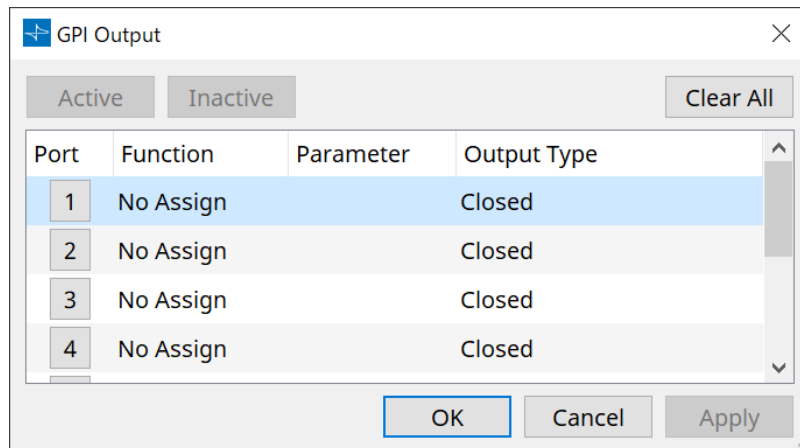 GPI Output
Active Inactive Clear All
Port Function Parameter Output Type
1 No Assign Closed
2 No Assign Closed
3 No Assign Closed
4 No Assign Closed
OK Cancel Apply